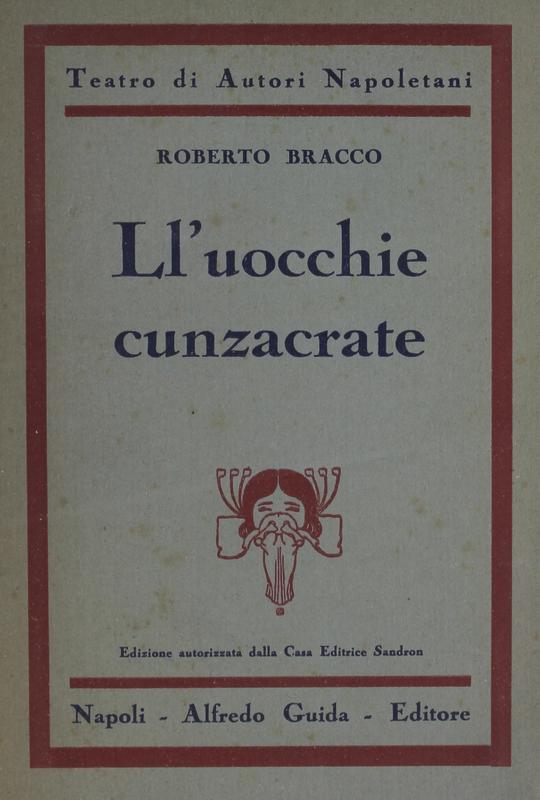 Teatro di Autori Napoletani
ROBERTO BRACCO
Ll'uocchie
cunzacrate
Edizione autorizzata dalla Casa Editrice Sandron
Napoli - Alfredo Guida - Editore